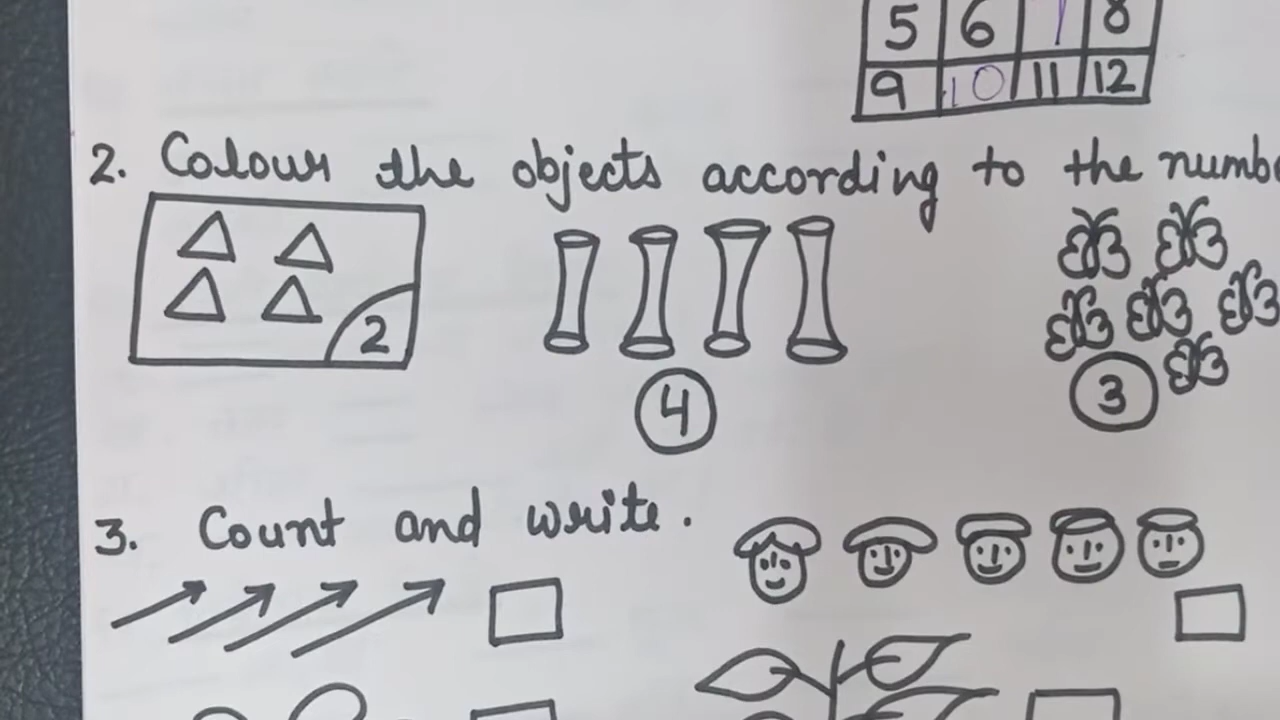 5 6 7 8
9 10 11 12
2. Colour the objects according to the numbe
2
4
3
3. Count and write.